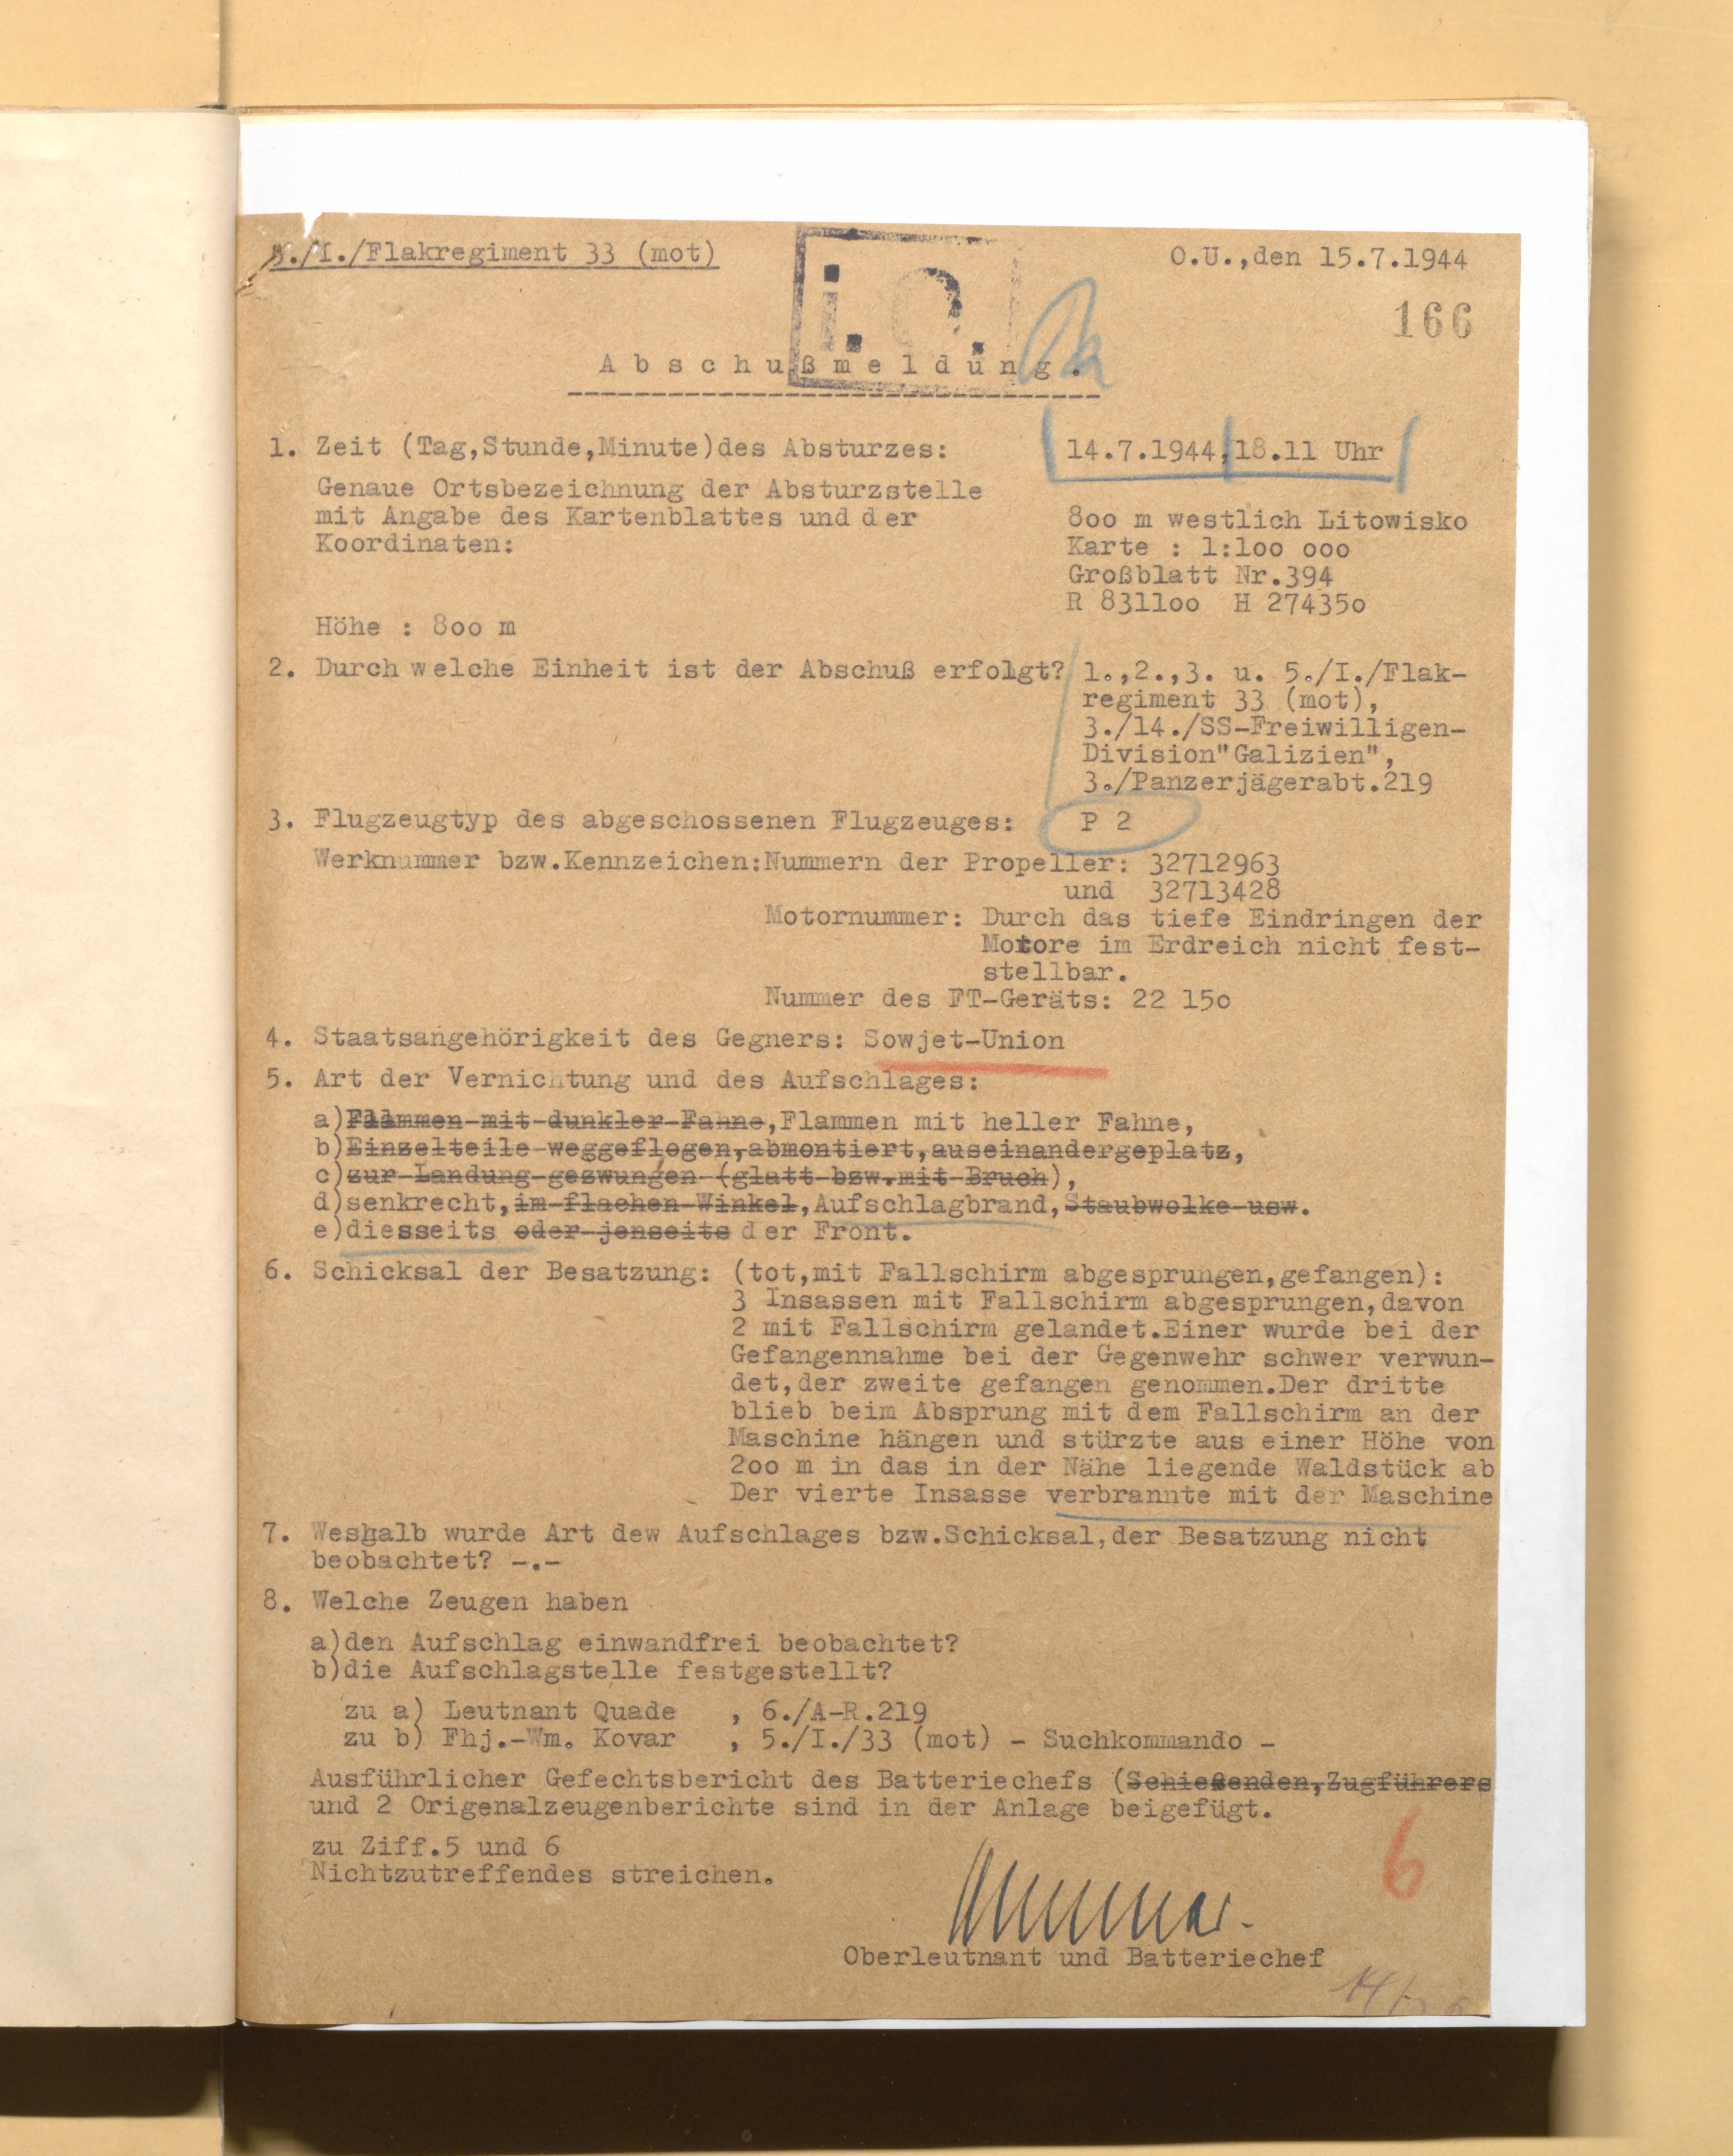 5./I./Flakregiment 33 (mot)
O.U.,den 15.7.1944
i.O.
166
Abschußmeldung.
1. Zeit (Tag,Stunde,Minute)des Absturzes: 14.7.1944,18.11 Uhr
Genaue Ortsbezeichnung der Absturzstelle
mit Angabe des Kartenblattes und der 800 m westlich Litowisko
Koordinaten: Karte : 1:100 000
Großblatt Nr.394
R 831100 H 274350
Höhe : 800 m
2. Durch welche Einheit ist der Abschuß erfolgt? 1.,2.,3. u. 5./I./Flak-
regiment 33 (mot),
3./14./SS-Freiwilligen-
Division"Galizien",
3./Panzerjägerabt.219
3. Flugzeugtyp des abgeschossenen Flugzeuges: P 2
Werknummer bzw.Kennzeichen:Nummern der Propeller: 32712963
und 32713428
Motornummer: Durch das tiefe Eindringen der
Motore im Erdreich nicht fest-
stellbar.
Nummer des FT-Geräts: 22 150
4. Staatsangehörigkeit des Gegners: Sowjet-Union
5. Art der Vernichtung und des Aufschlages:
a)Flammen mit dunkler Fahne,Flammen mit heller Fahne,
b)Einzelteile weggeflogen,abmontiert,auseinandergeplatz,
c)zur Landung gezwungen (glatt bzw.mit Bruch),
d)senkrecht,im flachen Winkel,Aufschlagbrand,Staubwolke usw.
e)diesseits oder jenseits der Front.
6. Schicksal der Besatzung: (tot,mit Fallschirm abgesprungen,gefangen):
3 Insassen mit Fallschirm abgesprungen,davon
2 mit Fallschirm gelandet.Einer wurde bei der
Gefangennahme bei der Gegenwehr schwer verwun-
det,der zweite gefangen genommen.Der dritte
blieb beim Absprung mit dem Fallschirm an der
Maschine hängen und stürzte aus einer Höhe von
200 m in das in der Nähe liegende Waldstück ab
Der vierte Insasse verbrannte mit der Maschine
7. Weshalb wurde Art dew Aufschlages bzw.Schicksal,der Besatzung nicht
beobachtet? -.-
8. Welche Zeugen haben
a)den Aufschlag einwandfrei beobachtet?
b)die Aufschlagstelle festgestellt?
zu a) Leutnant Quade , 6./A-R.219
zu b) Fhj.-Wm. Kovar , 5./I./33 (mot) - Suchkommando -
Ausführlicher Gefechtsbericht des Batteriechefs (Schießenden,Zugführers
und 2 Origenalzeugenberichte sind in der Anlage beigefügt.
zu Ziff.5 und 6
Nichtzutreffendes streichen.
6
Oberleutnant und Batteriechef